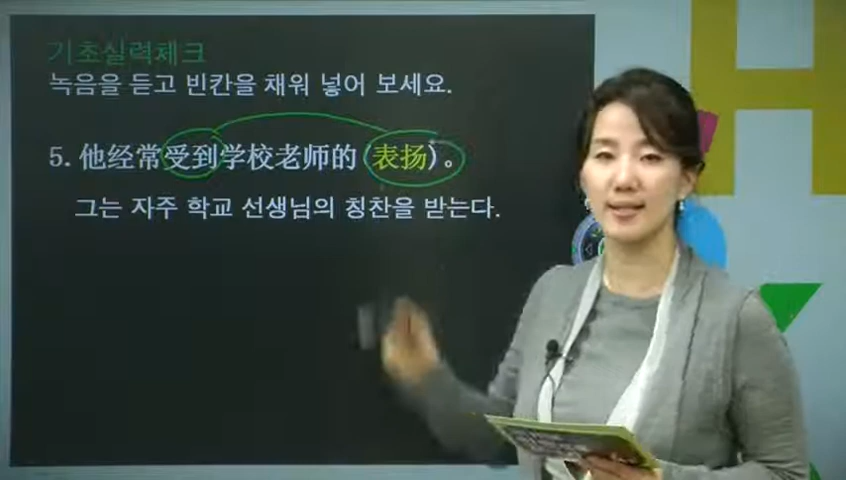 기초실력체크
녹음을 듣고 빈칸을 채워 넣어 보세요.
5. 他经常受到学校老师的 (表扬)。
그는 자주 학교 선생님의 칭찬을 받는다.